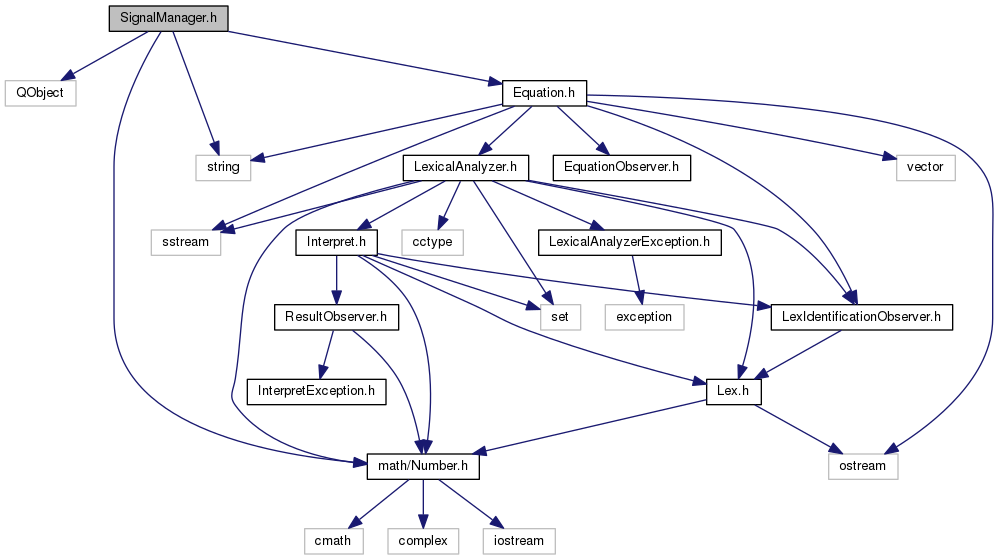 SignalManager.h
QObject
Equation.h
string
LexicalAnalyzer.h
EquationObserver.h
vector
sstream
Interpret.h
cctype
LexicalAnalyzerException.h
ResultObserver.h
set
exception
LexIdentificationObserver.h
InterpretException.h
Lex.h
math/Number.h
ostream
cmath
complex
iostream